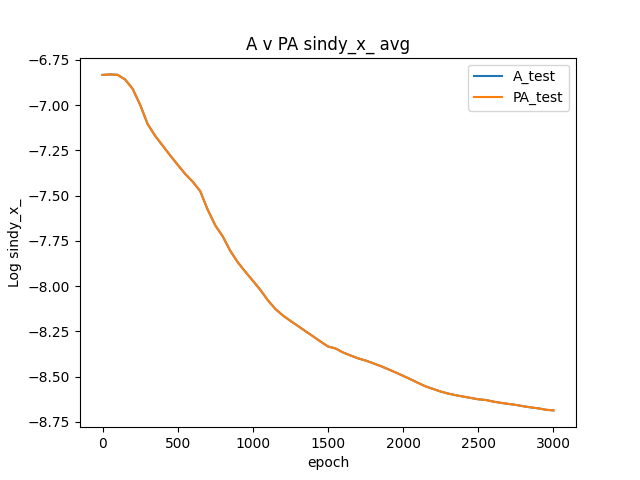 A v PA sindy_x_ avg
A_test
PA_test
Log sindy_x_
−6.75
−7.00
−7.25
−7.50
−7.75
−8.00
−8.25
−8.50
−8.75
0 500 1000 1500 2000 2500 3000
epoch